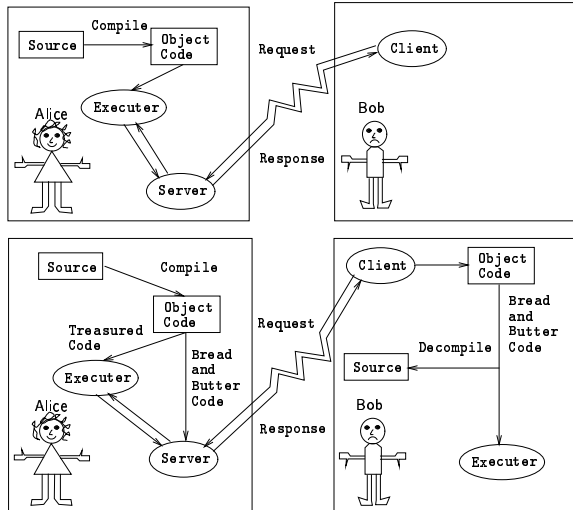 Compile
Source
Object
Code
Request
Client
Executer
Alice
Bob
Response
Server
Source
Compile
Object
Code
Client
Object
Code
Treasured
Code
Request
Bread
and
Butter
Code
Bread
and
Butter
Code
Decompile
Source
Executer
Alice
Bob
Response
Server
Executer